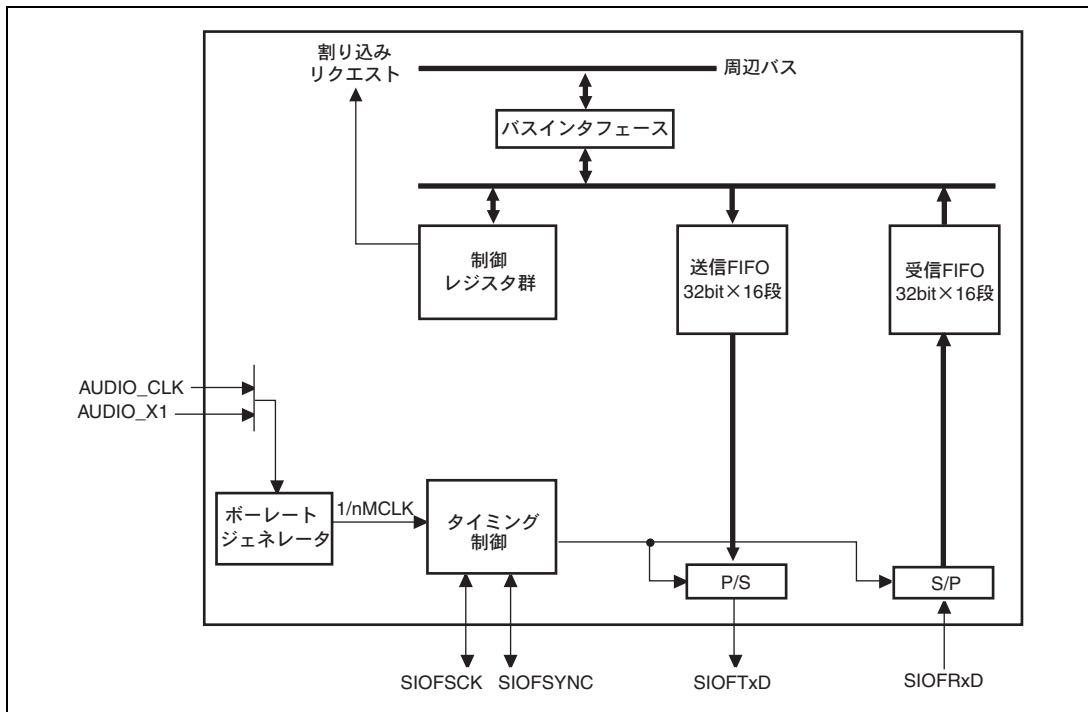 割り込み
リクエスト
周辺バス
バスインタフェース
制御
レジスタ群
送信FIFO
32bit×16段
受信FIFO
32bit×16段
AUDIO_CLK
AUDIO_X1
ボーレート
ジェネレータ
1/nMCLK
タイミング
制御
P/S
S/P
SIOFSCK
SIOFSYNC
SIOFTxD
SIOFRxD